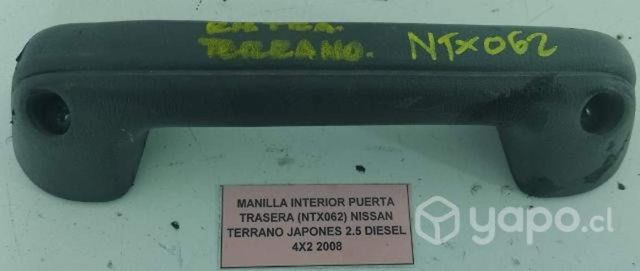 TERRANO.
NTX062
MANILLA INTERIOR PUERTA
TRASERA (NTX062) NISSAN
TERRANO JAPONES 2.5 DIESEL
4X2 2008
yapo.cl